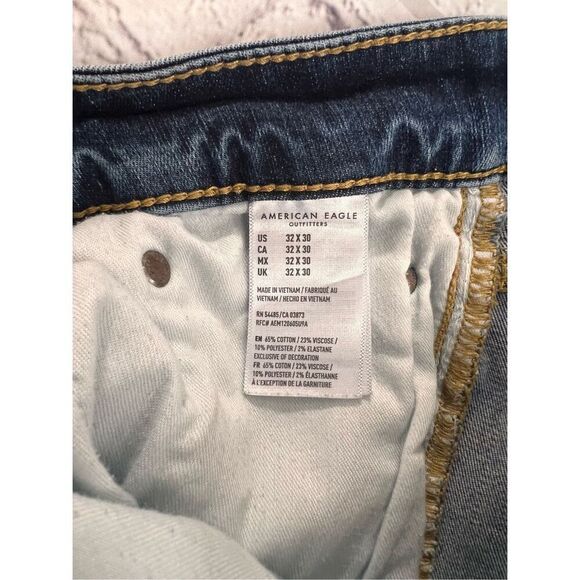 AMERICAN EAGLE
OUTFITTERS
US 32 X 30
CA 32 X 30
MX 32 X 30
UK 32 X 30
MADE IN VIETNAM / FABRIQUÉ AU
VIETNAM / HECHO EN VIETNAM
RN 54485/CA 03873
RFC# AEM120605U9A
EN 65% COTTON / 23% VISCOSE /
10% POLYESTER / 2% ELASTANE
EXCLUSIVE OF DECORATION
FR 65% COTON / 23% VISCOSE /
10% POLYESTER / 2% ÉLASTHANNE
À L'EXCEPTION DE LA GARNITURE